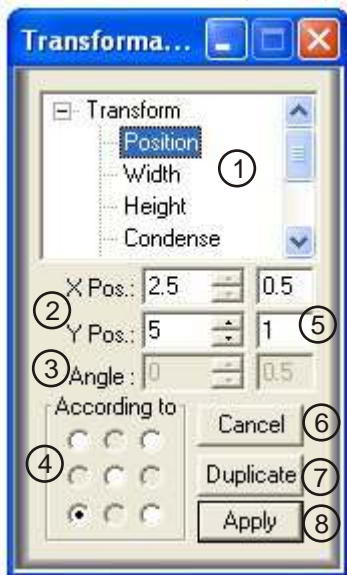 Transforma...
Transform
Position
Width
Height
Condense
1
X Pos.: 2.5 0.5
2
Y Pos.: 5 1
5
3 Angle : 0 0.5
According to
4
Cancel 6
Duplicate 7
Apply 8